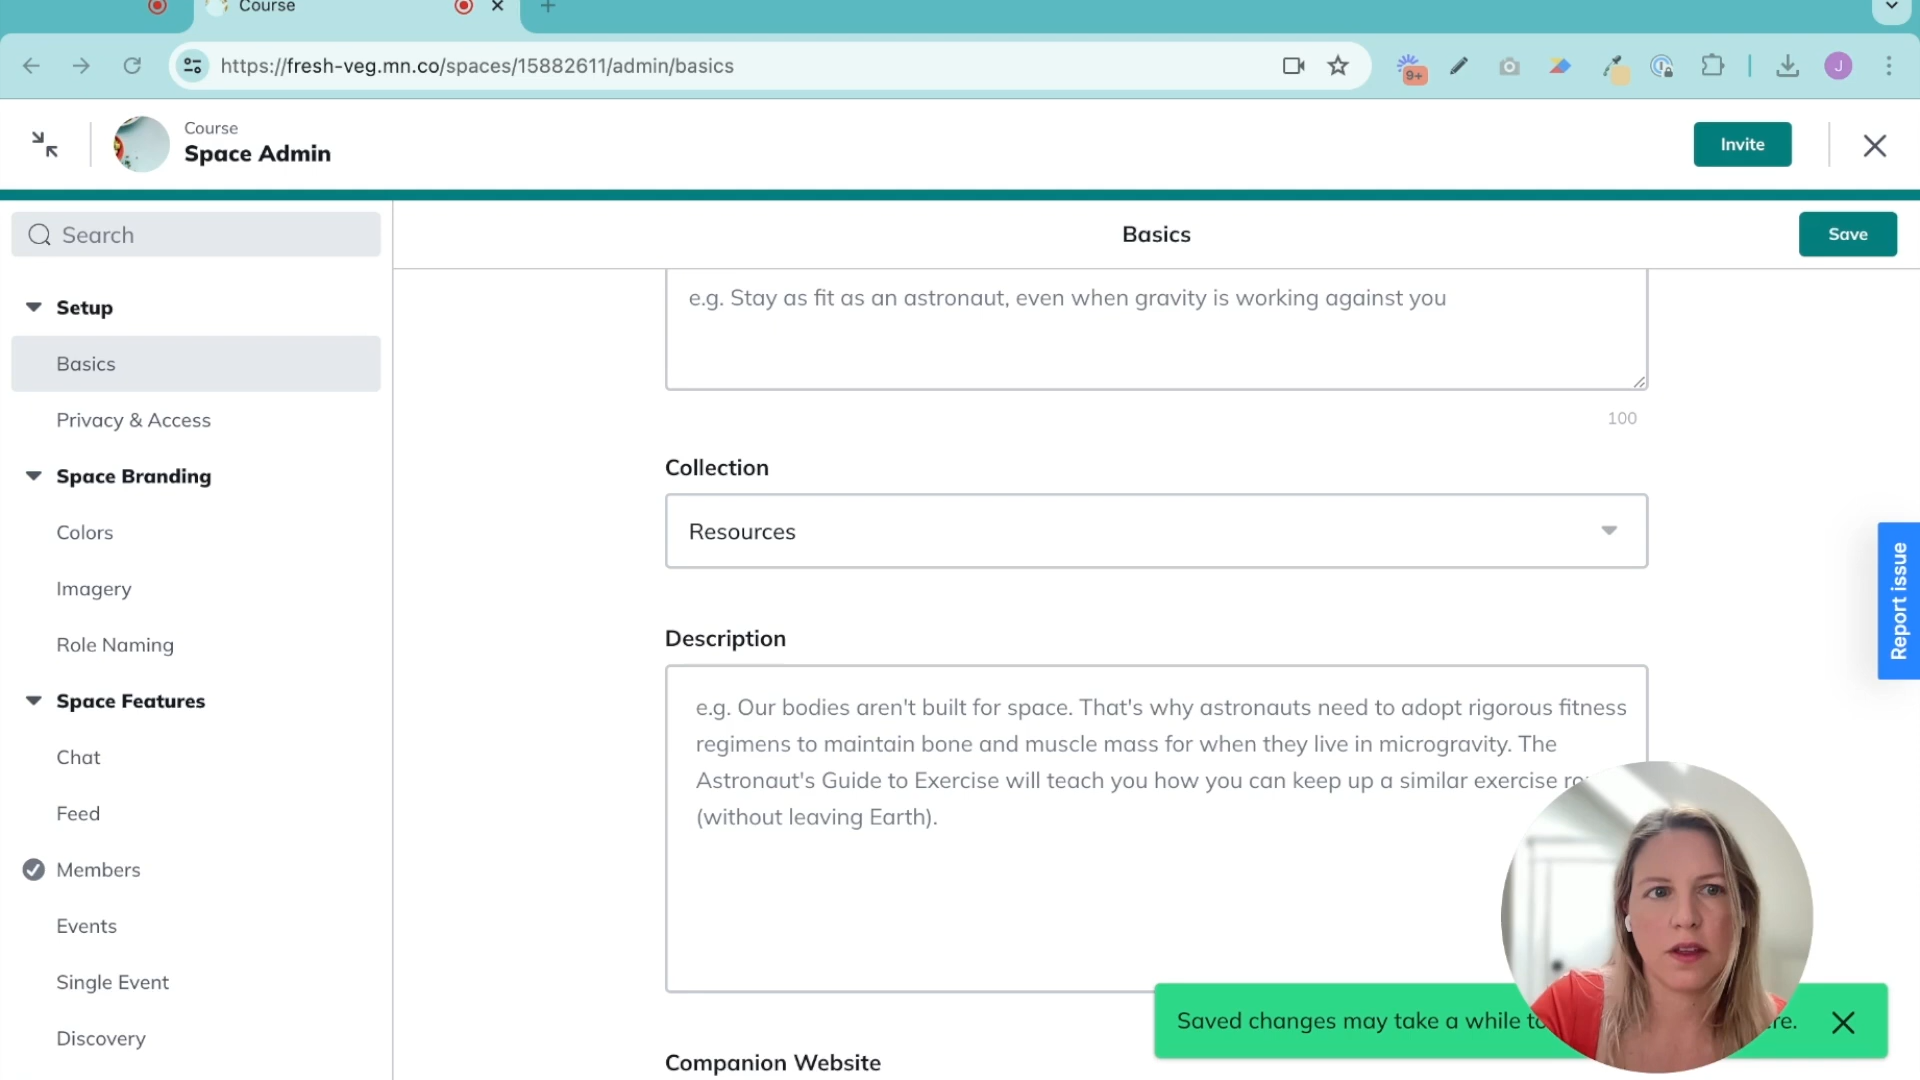 Course
https://fresh-veg.mn.co/spaces/15882611/admin/basics
9+
J
Course
Space Admin
Invite
Search
Basics
Save
Setup
Basics
Privacy & Access
Space Branding
Colors
Imagery
Role Naming
Space Features
Chat
Feed
Members
Events
Single Event
Discovery
e.g. Stay as fit as an astronaut, even when gravity is working against you
100
Collection
Resources
Description
e.g. Our bodies aren't built for space. That's why astronauts need to adopt rigorous fitness
regimens to maintain bone and muscle mass for when they live in microgravity. The
Astronaut's Guide to Exercise will teach you how you can keep up a similar exercise
(without leaving Earth).
Companion Website
Report issue
Saved changes may take a while